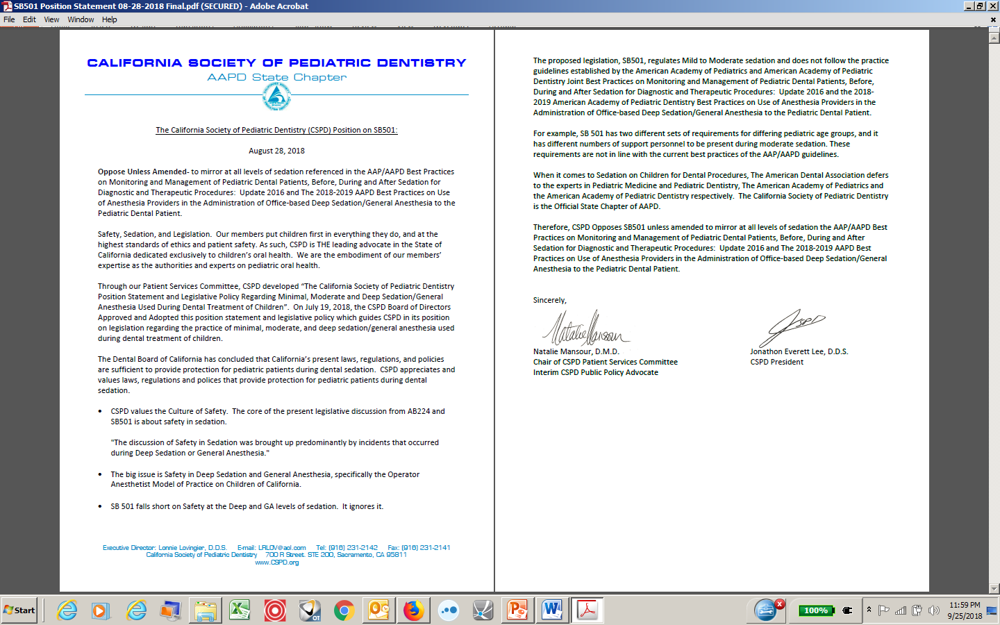 SB501 Position Statement 08-28-2018 Final.pdf (SECURED) - Adobe Acrobat
File Edit View Window Help
CALIFORNIA SOCIETY OF PEDIATRIC DENTISTRY
AAPD State Chapter
The California Society of Pediatric Dentistry (CSPD) Position on SB501:
August 28, 2018
Oppose Unless Amended- to mirror at all levels of sedation referenced in the AAP/AAPD Best Practices
on Monitoring and Management of Pediatric Dental Patients, Before, During and After Sedation for
Diagnostic and Therapeutic Procedures: Update 2016 and The 2018-2019 AAPD Best Practices on Use
of Anesthesia Providers in the Administration of Office-based Deep Sedation/General Anesthesia to the
Pediatric Dental Patient.
Safety, Sedation, and Legislation. Our members put children first in everything they do, and at the
highest standards of ethics and patient safety. As such, CSPD is THE leading advocate in the State of
California dedicated exclusively to children's oral health. We are the embodiment of our members'
expertise as the authorities and experts on pediatric oral health.
Through our Patient Services Committee, CSPD developed “The California Society of Pediatric Dentistry
Position Statement and Legislative Policy Regarding Minimal, Moderate and Deep Sedation/General
Anesthesia Used During Dental Treatment of Children”. On July 19, 2018, the CSPD Board of Directors
Approved and Adopted this position statement and legislative policy which guides CSPD in its position
on legislation regarding the practice of minimal, moderate, and deep sedation/general anesthesia used
during dental treatment of children.
The Dental Board of California has concluded that California's present laws, regulations, and policies
are sufficient to provide protection for pediatric patients during dental sedation. CSPD appreciates and
values laws, regulations and polices that provide protection for pediatric patients during dental
sedation.
• CSPD values the Culture of Safety. The core of the present legislative discussion from AB224 and
SB501 is about safety in sedation.
"The discussion of Safety in Sedation was brought up predominantly by incidents that occurred
during Deep Sedation or General Anesthesia."
• The big issue is Safety in Deep Sedation and General Anesthesia, specifically the Operator
Anesthetist Model of Practice on Children of California.
• SB 501 falls short on Safety at the Deep and GA levels of sedation. It ignores it.
Executive Director: Lonnie Lovingier, D.D.S. E-mail: LRLOV@aol.com Tel: (916) 231-2142 Fax: (916) 231-2141
California Society of Pediatric Dentistry 700 R Street. STE 200, Sacramento, CA 95811
www.CSPD.org
The proposed legislation, SB501, regulates Mild to Moderate sedation and does not follow the practice
guidelines established by the American Academy of Pediatrics and American Academy of Pediatric
Dentistry Joint Best Practices on Monitoring and Management of Pediatric Dental Patients, Before,
During and After Sedation for Diagnostic and Therapeutic Procedures: Update 2016 and the 2018-
2019 American Academy of Pediatric Dentistry Best Practices on Use of Anesthesia Providers in the
Administration of Office-based Deep Sedation/General Anesthesia to the Pediatric Dental Patient.
For example, SB 501 has two different sets of requirements for differing pediatric age groups, and it
has different numbers of support personnel to be present during moderate sedation. These
requirements are not in line with the current best practices of the AAP/AAPD guidelines.
When it comes to Sedation on Children for Dental Procedures, The American Dental Association defers
to the experts in Pediatric Medicine and Pediatric Dentistry, The American Academy of Pediatrics and
the American Academy of Pediatric Dentistry respectively. The California Society of Pediatric Dentistry
is the Official State Chapter of AAPD.
Therefore, CSPD Opposes SB501 unless amended to mirror at all levels of sedation the AAP/AAPD Best
Practices on Monitoring and Management of Pediatric Dental Patients, Before, During and After
Sedation for Diagnostic and Therapeutic Procedures: Update 2016 and The 2018-2019 AAPD Best
Practices on Use of Anesthesia Providers in the Administration of Office-based Deep Sedation/General
Anesthesia to the Pediatric Dental Patient.
Sincerely,
Natalie Mansour
Natalie Mansour, D.M.D. Jonathon Everett Lee, D.D.S.
Chair of CSPD Patient Services Committee CSPD President
Interim CSPD Public Policy Advocate
Start
OT
100%
11:59 PM
9/25/2018